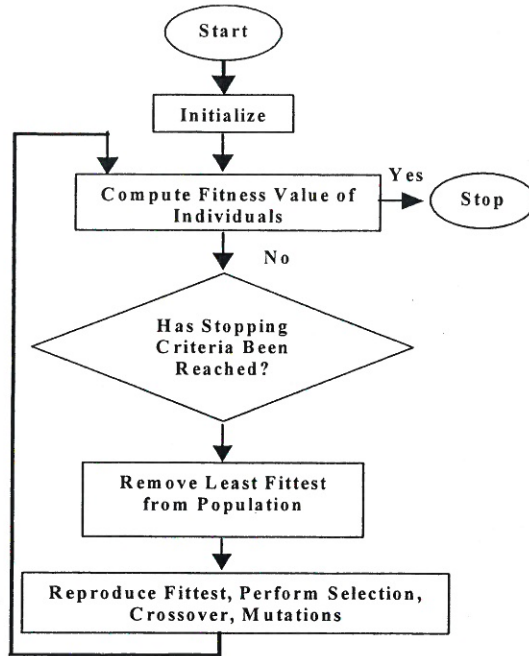 Start
Initialize
Compute Fitness Value of
Individuals
Yes
Stop
No
Has Stopping
Criteria Been
Reached?
Remove Least Fittest
from Population
Reproduce Fittest, Perform Selection,
Crossover, Mutations